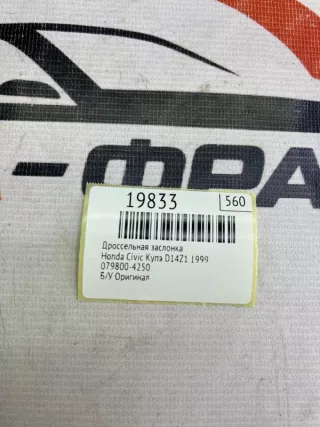 -ФРА
19833
560
Дроссельная заслонка
Honda Civic Купэ D14Z1 1999
079800-4250
Б/У Оригинал